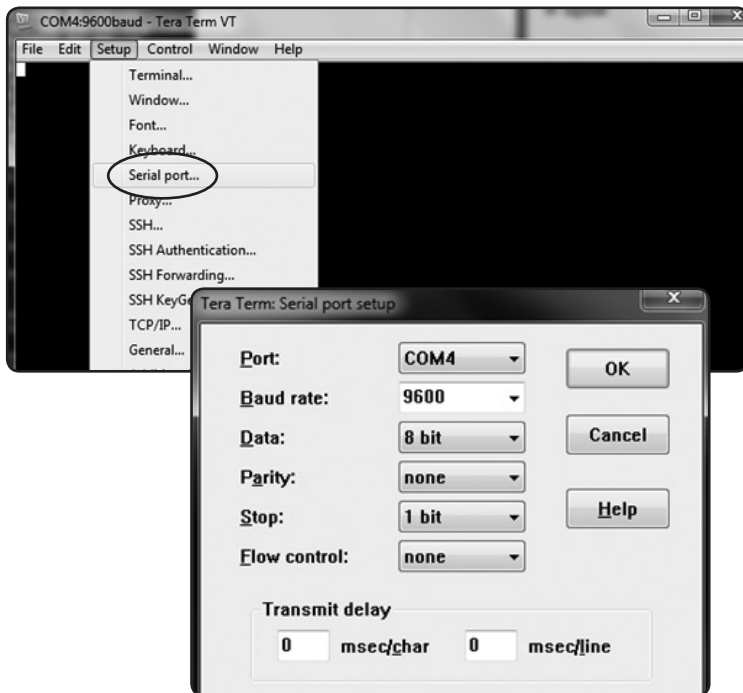 COM4:9600baud - Tera Term VT
File Edit Setup Control Window Help
Terminal...
Window...
Font...
Keyboard...
Serial port...
Proxy...
SSH...
SSH Authentication...
SSH Forwarding...
SSH KeyGe
TCP/IP...
General...
Tera Term: Serial port setup
Port: COM4
Baud rate: 9600
Data: 8 bit
Parity: none
Stop: 1 bit
Flow control: none
OK
Cancel
Help
Transmit delay
0 msec/char 0 msec/line